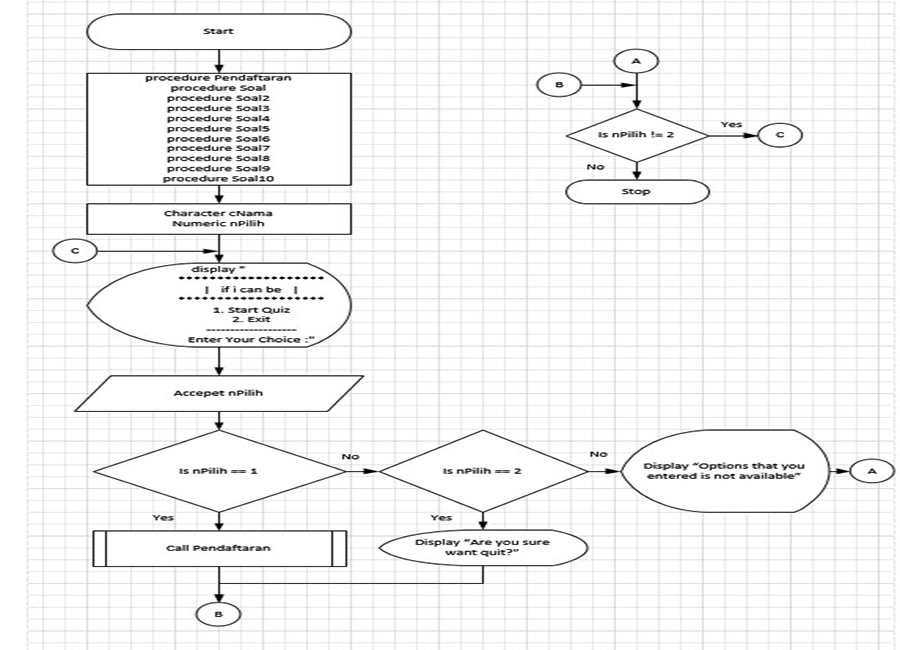 Start
procedure Pendaftaran
procedure Soal
procedure Soal2
procedure Soal3
procedure Soal4
procedure Soal5
procedure Soal6
procedure Soal7
procedure Soal8
procedure Soal9
procedure Soal10
Character cNama
Numeric nPilih
C
display "
| if i can be |
1. Start Quiz
2. Exit
--------------------
Enter Your Choice :"
Accepet nPilih
Is nPilih == 1
No
Yes
Is nPilih == 2
No
Yes
Display "Options that you
entered is not available"
A
Call Pendaftaran
Display "Are you sure
want quit?"
B
A
B
Is nPilih != 2
Yes
C
No
Stop